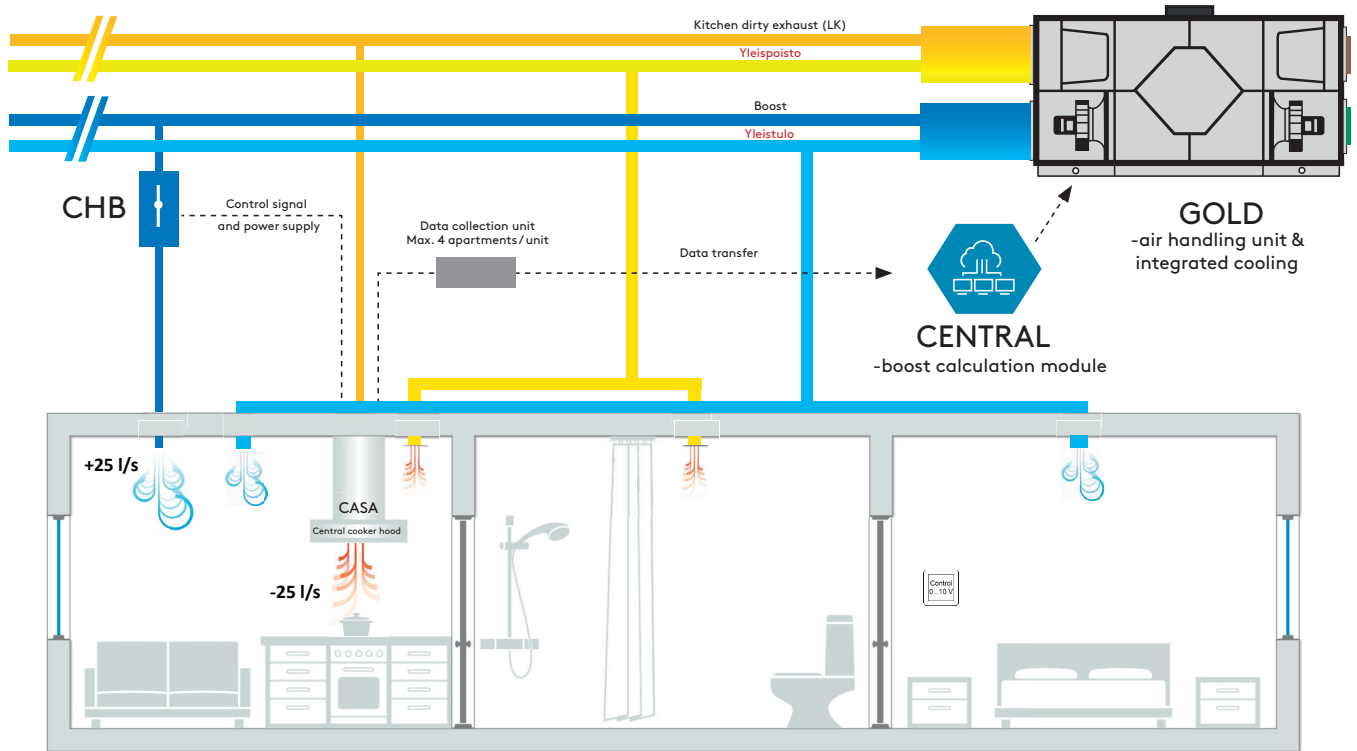 Kitchen dirty exhaust (LK)
Yleispoisto
Boost
Yleistulo
CHB
Control signal
and power supply
Data collection unit
Max. 4 apartments/unit
Data transfer
GOLD
-air handling unit &
integrated cooling
CENTRAL
-boost calculation module
+25 l/s
CASA
Central cooker hood
-25 l/s
Control
0...10 V